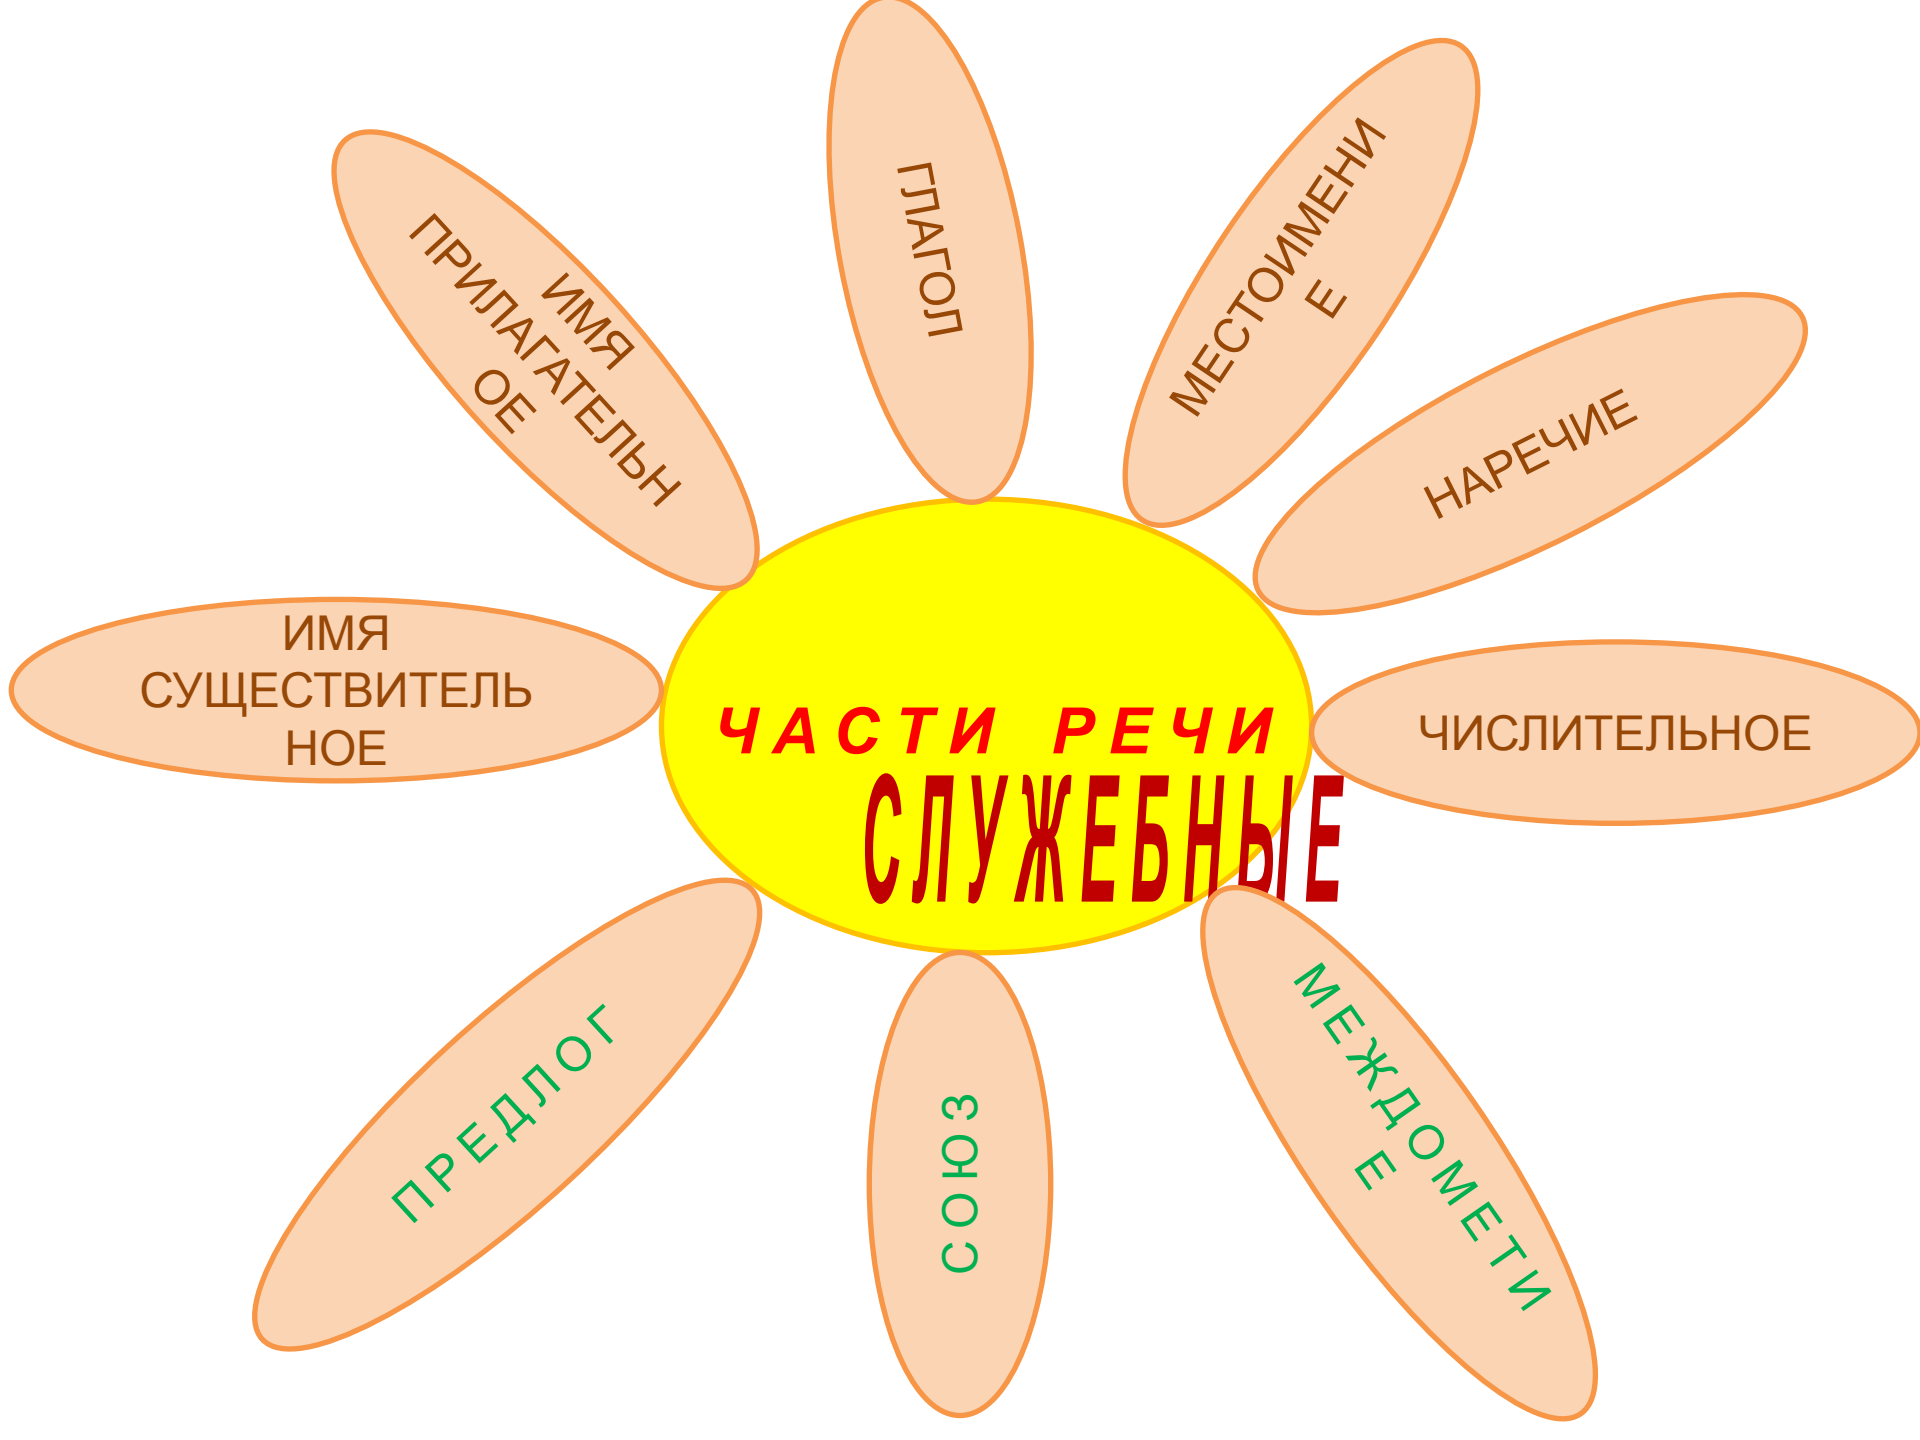 ГЛАГОЛ
МЕСТОИМЕНИ
Е
ИМЯ
ПРИЛАГАТЕЛЬН
ОЕ
НАРЕЧИЕ
ИМЯ
СУЩЕСТВИТЕЛЬ
НОЕ
ЧАСТИ РЕЧИ
СЛУЖЕБНЫЕ
ЧИСЛИТЕЛЬНОЕ
ПРЕДЛОГ
СОЮЗ
МЕЖДОМЕТИ
Е